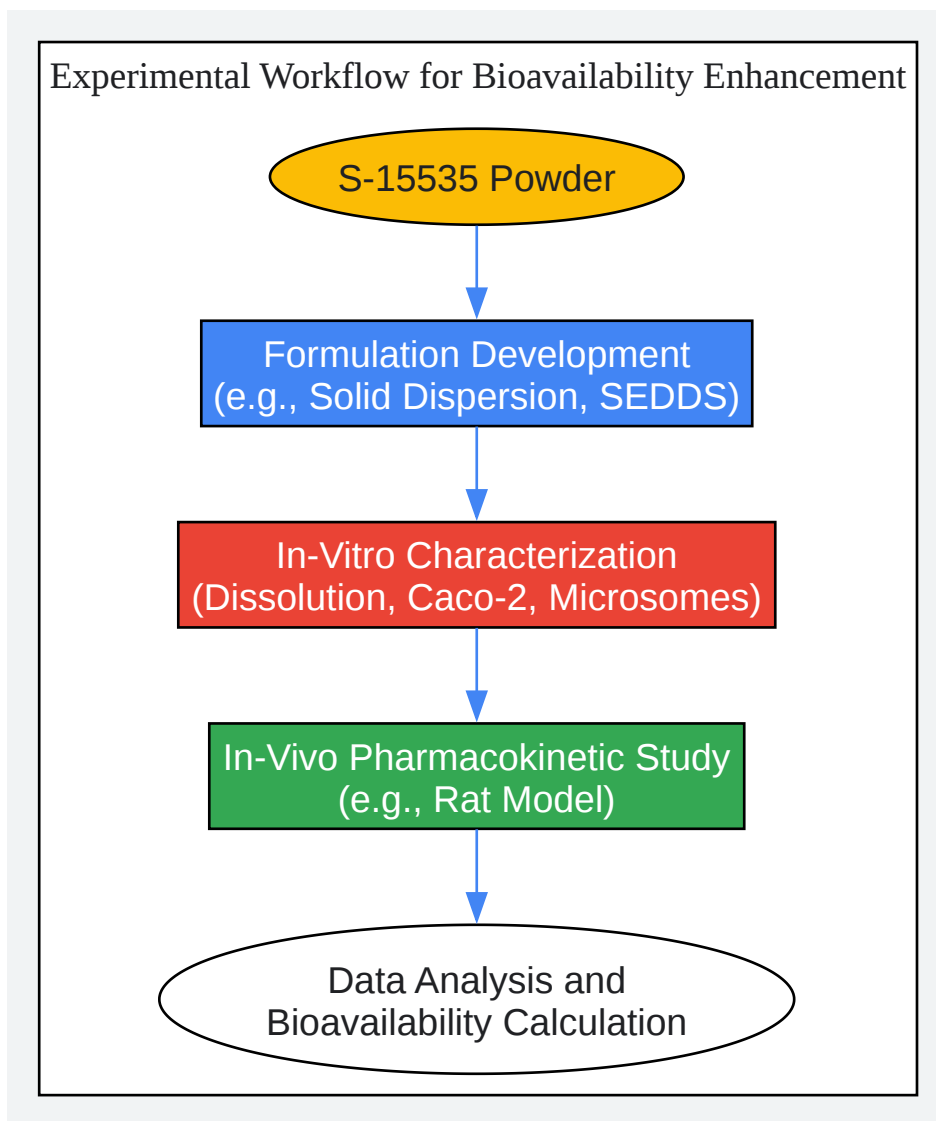 Experimental Workflow for Bioavailability Enhancement
S-15535 Powder
Formulation Development
(e.g., Solid Dispersion, SEDDS)
In-Vitro Characterization
(Dissolution, Caco-2, Microsomes)
In-Vivo Pharmacokinetic Study
(e.g., Rat Model)
Data Analysis and
Bioavailability Calculation